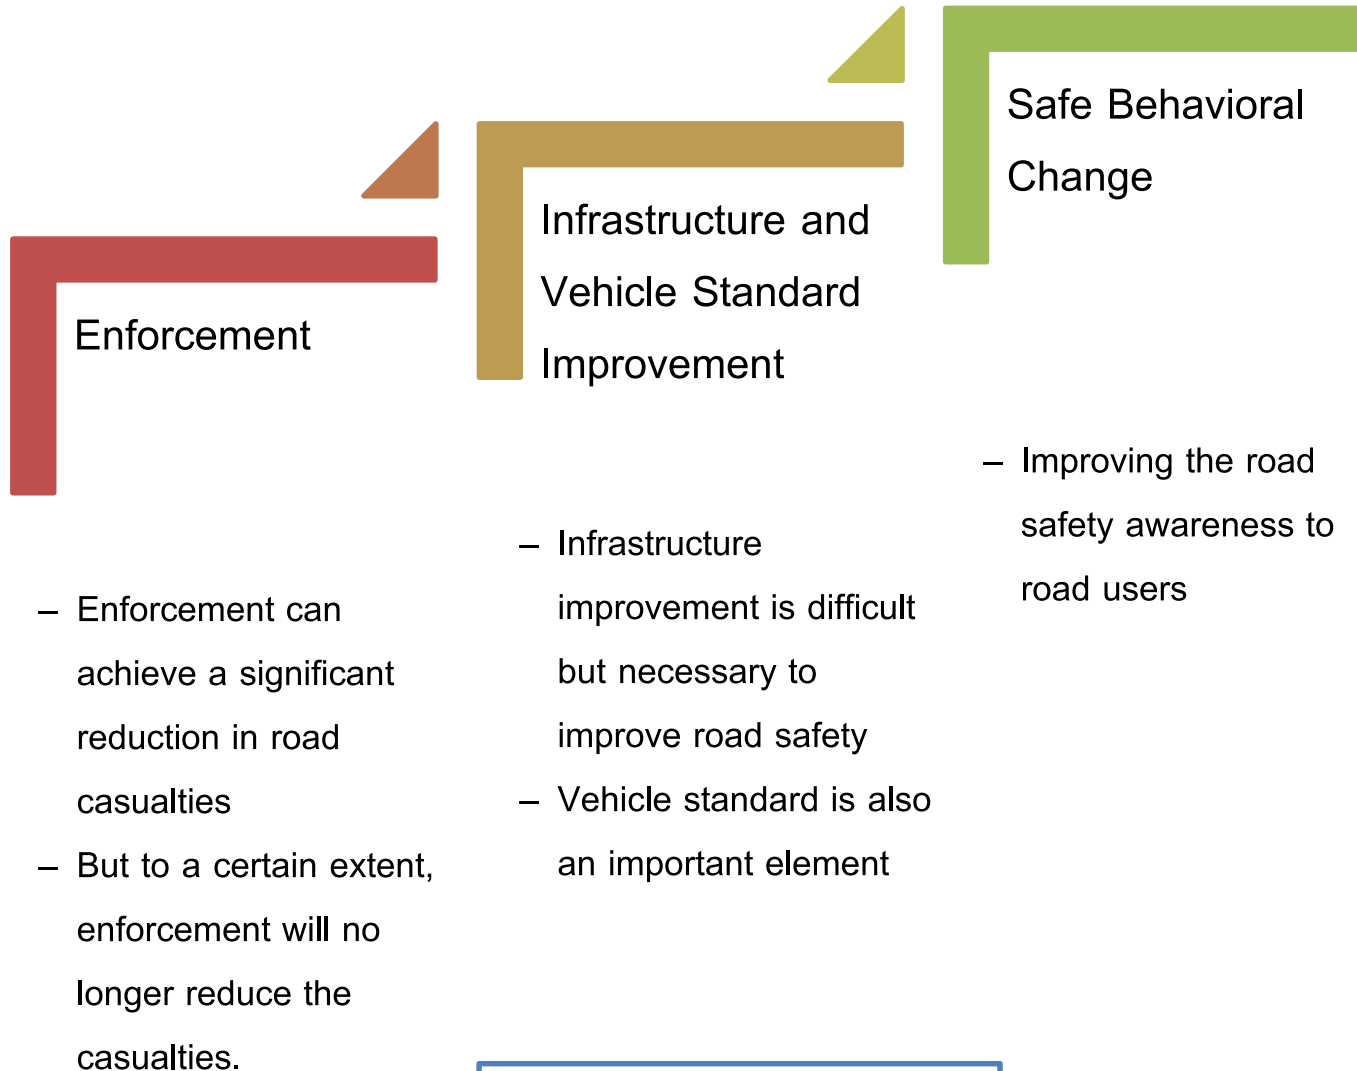 Enforcement
– Enforcement can
achieve a significant
reduction in road
casualties
– But to a certain extent,
enforcement will no
longer reduce the
casualties.
Infrastructure and
Vehicle Standard
Improvement
– Infrastructure
improvement is difficult
but necessary to
improve road safety
– Vehicle standard is also
an important element
Safe Behavioral
Change
– Improving the road
safety awareness to
road users